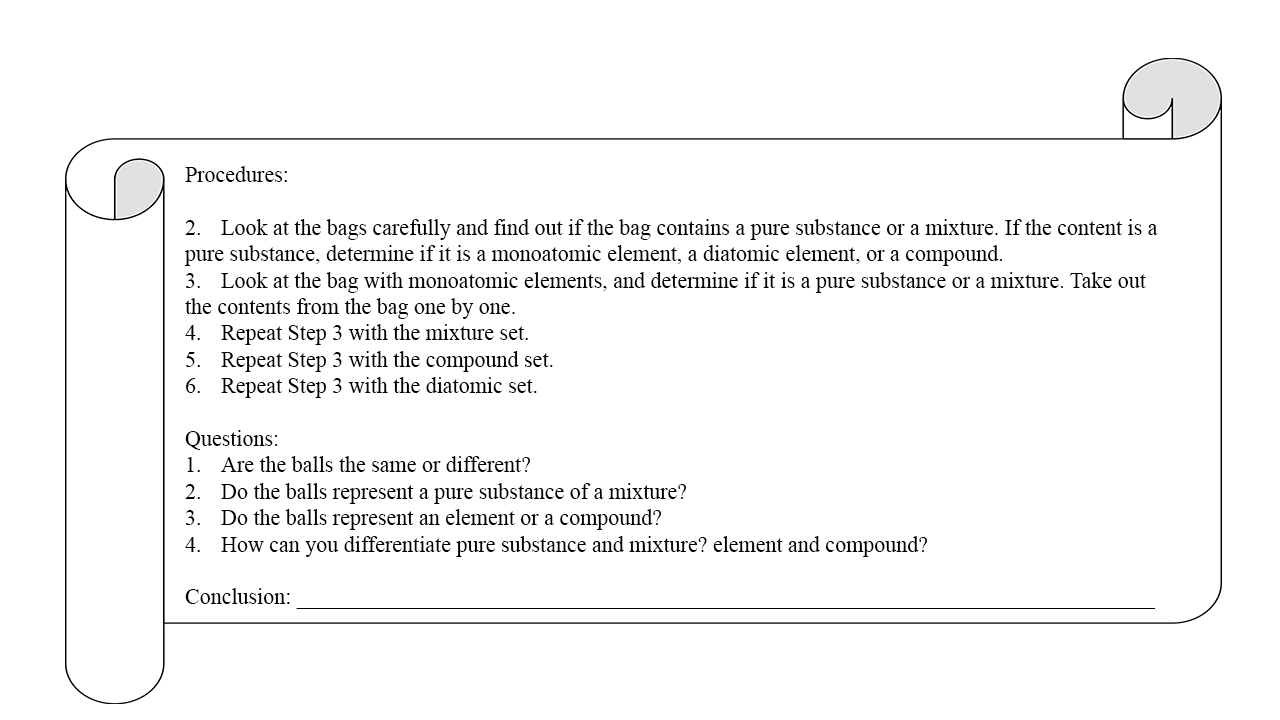 Procedures:
2. Look at the bags carefully and find out if the bag contains a pure substance or a mixture. If the content is a
pure substance, determine if it is a monoatomic element, a diatomic element, or a compound.
3. Look at the bag with monoatomic elements, and determine if it is a pure substance or a mixture. Take out
the contents from the bag one by one.
4. Repeat Step 3 with the mixture set.
5. Repeat Step 3 with the compound set.
6. Repeat Step 3 with the diatomic set.
Questions:
1. Are the balls the same or different?
2. Do the balls represent a pure substance of a mixture?
3. Do the balls represent an element or a compound?
4. How can you differentiate pure substance and mixture? element and compound?
Conclusion: